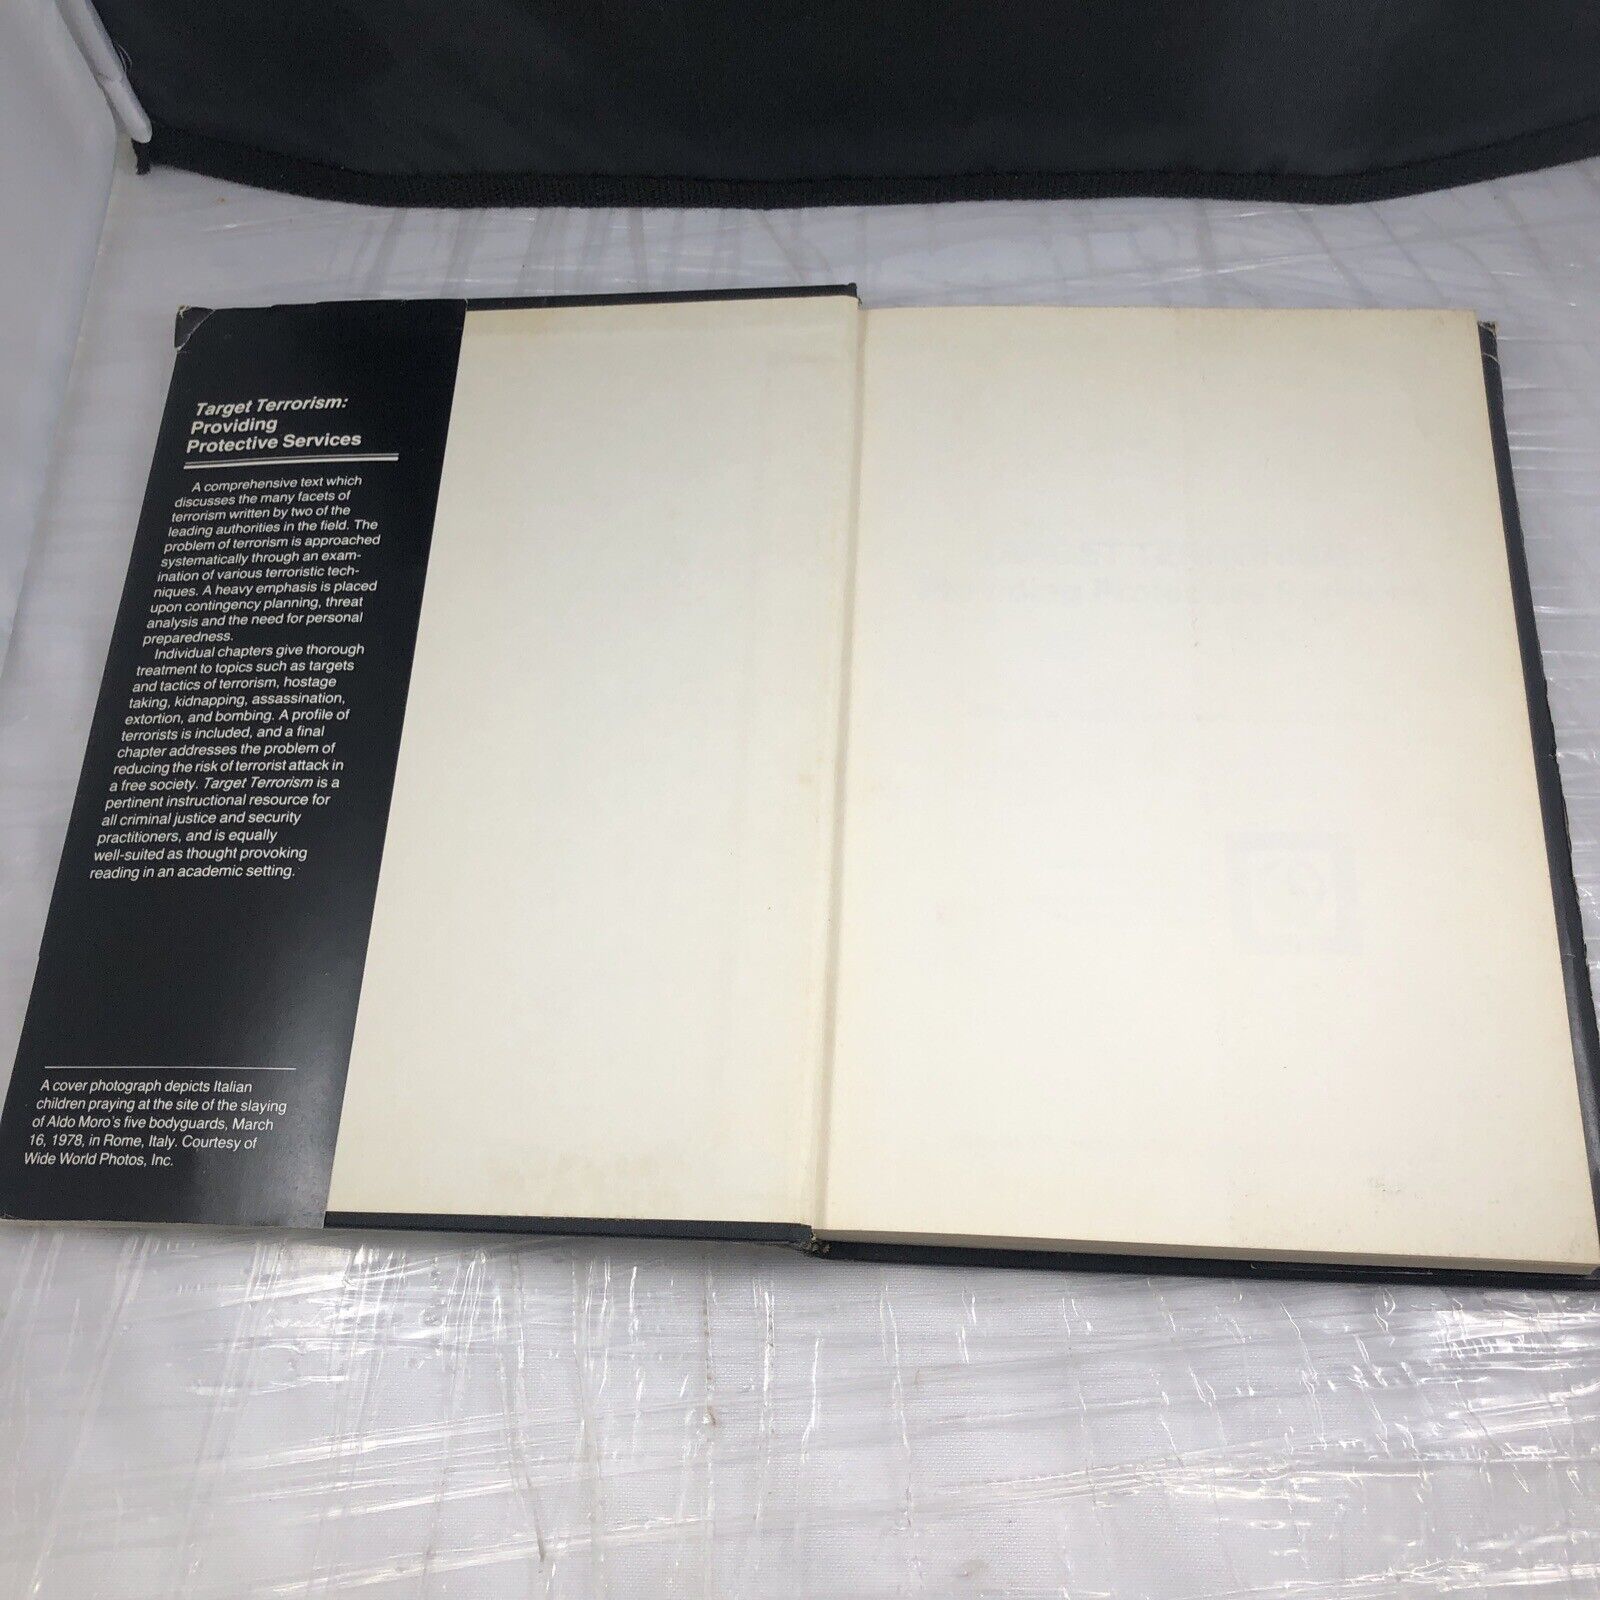 Target Terrorism:
Providing
Protective Services
A comprehensive text which
discusses the many facets of
terrorism written by two of the
leading authorities in the field. The
problem of terrorism is approached
systematically through an exam-
ination of various terroristic tech-
niques. A heavy emphasis is placed
upon contingency planning, threat
analysis and the need for personal
preparedness.
Individual chapters give thorough
treatment to topics such as targets
and tactics of terrorism, hostage
taking, kidnapping, assassination,
extortion, and bombing. A profile of
terrorists is included, and a final
chapter addresses the problem of
reducing the risk of terrorist attack in
a free society. Target Terrorism is a
pertinent instructional resource for
all criminal justice and security
practitioners, and is equally
well-suited as thought provoking
reading in an academic setting.
A cover photograph depicts Italian
children praying at the site of the slaying
of Aldo Moro's five bodyguards, March
16, 1978, in Rome, Italy. Courtesy of
Wide World Photos, Inc.